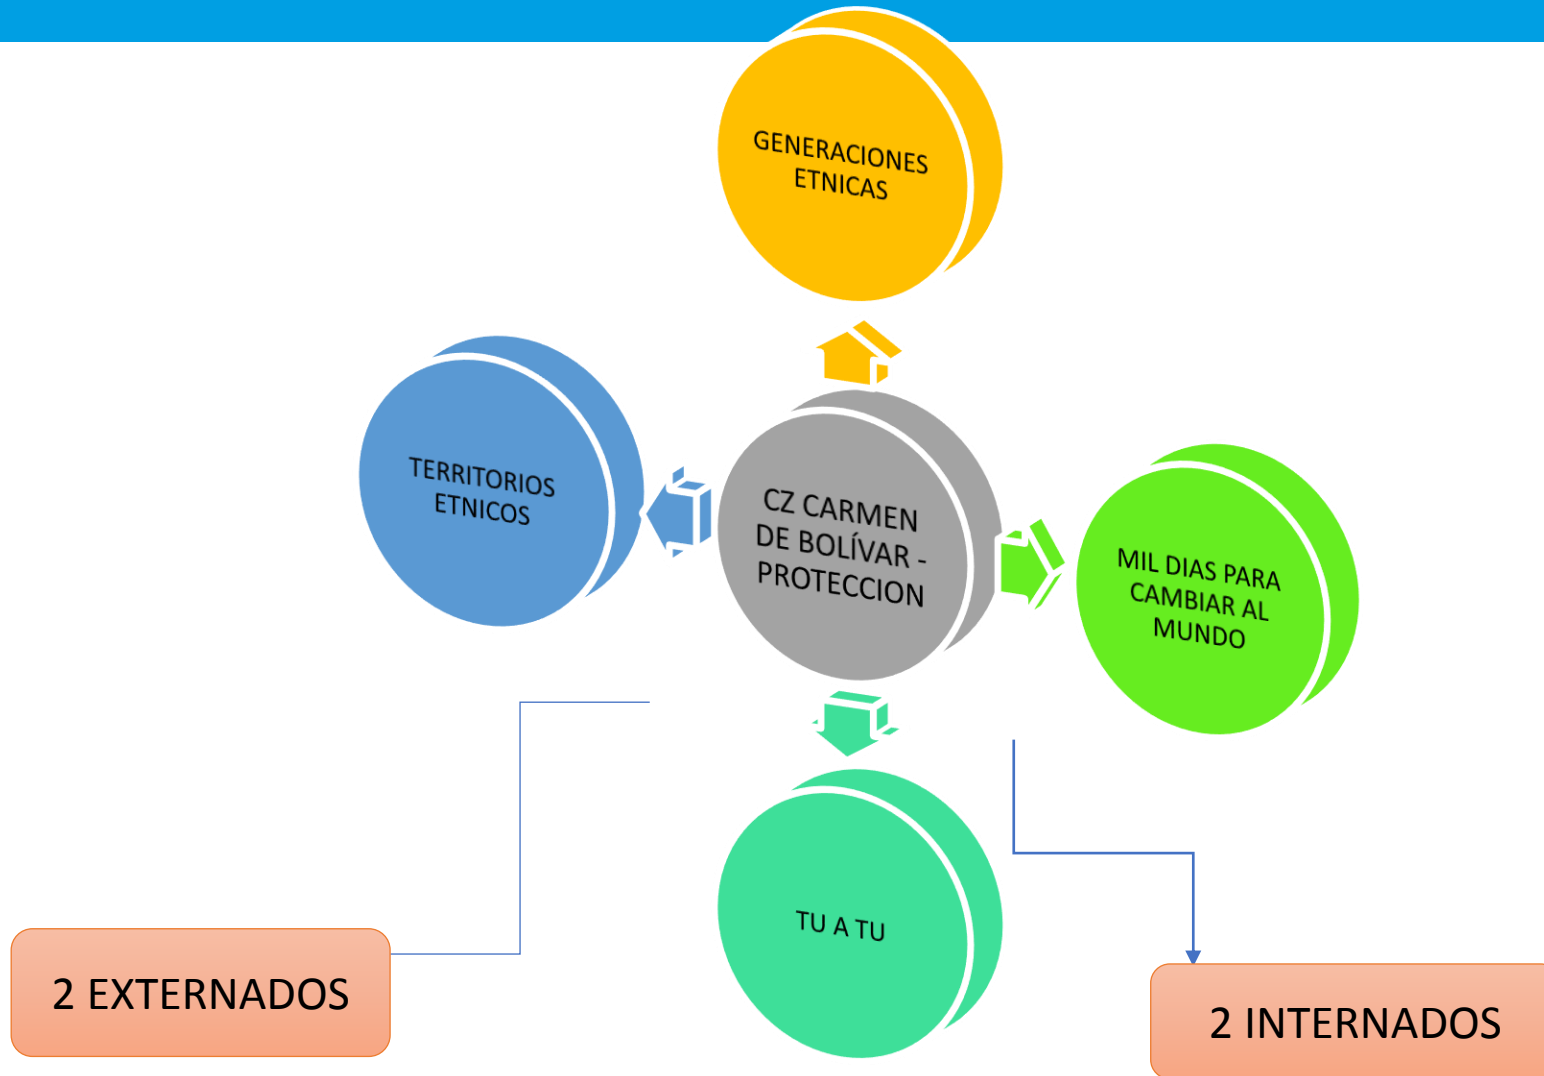 GENERACIONES
ETNICAS
TERRITORIOS
ETNICOS
CZ CARMEN
DE BOLÍVAR -
PROTECCION
MIL DIAS PARA
CAMBIAR AL
MUNDO
TU A TU
2 EXTERNADOS
2 INTERNADOS